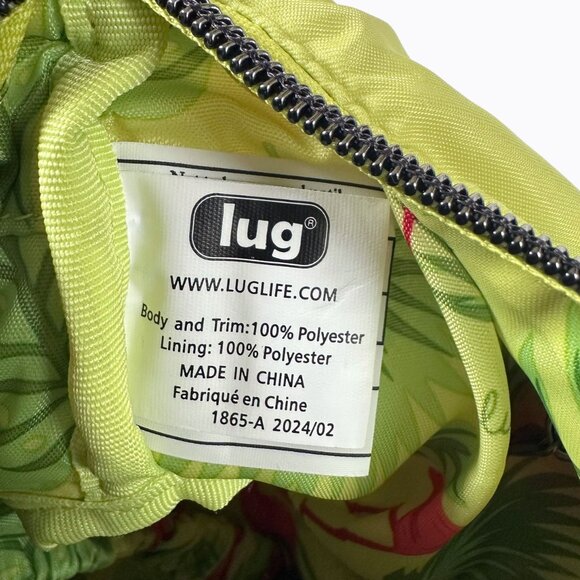 lug®
WWW.LUGLIFE.COM
Body and Trim:100% Polyester
Lining: 100% Polyester
MADE IN CHINA
Fabriqué en Chine
1865-A 2024/02